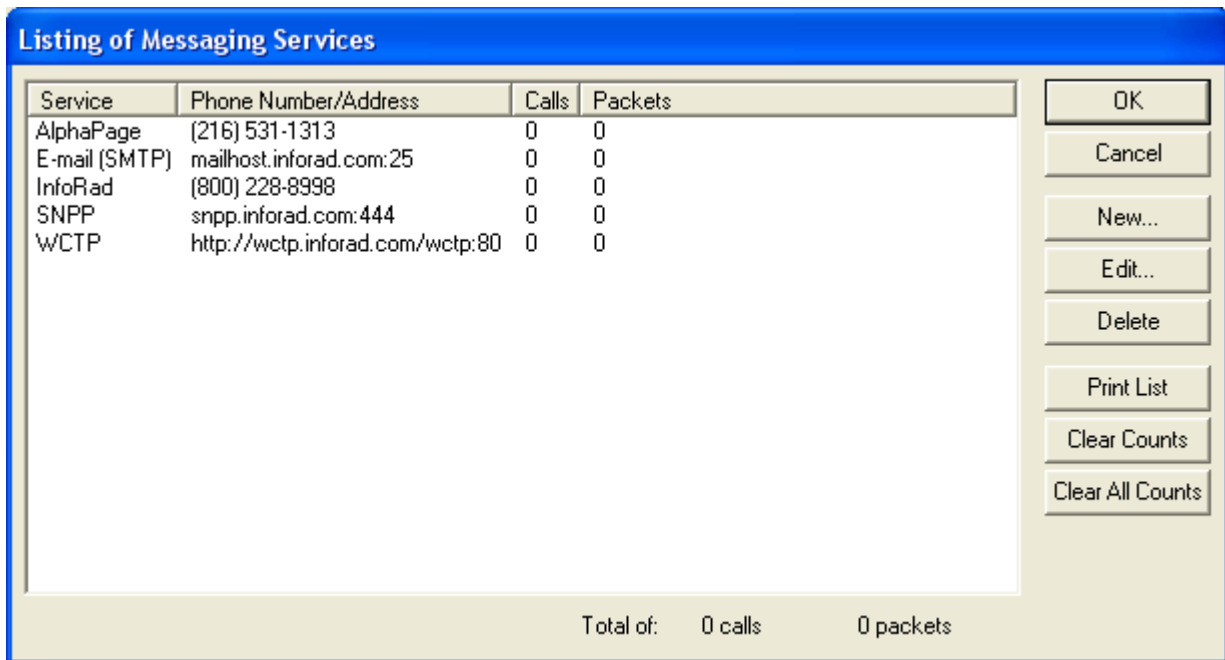 Listing of Messaging Services
Service Phone Number/Address Calls Packets
AlphaPage (216) 531-1313 0 0
E-mail (SMTP) mailhost.inforad.com:25 0 0
InfoRad (800) 228-8998 0 0
SNPP snpp.inforad.com:444 0 0
WCTP http://wctp.inforad.com/wctp:80 0 0
OK
Cancel
New...
Edit...
Delete
Print List
Clear Counts
Clear All Counts
Total of: 0 calls 0 packets